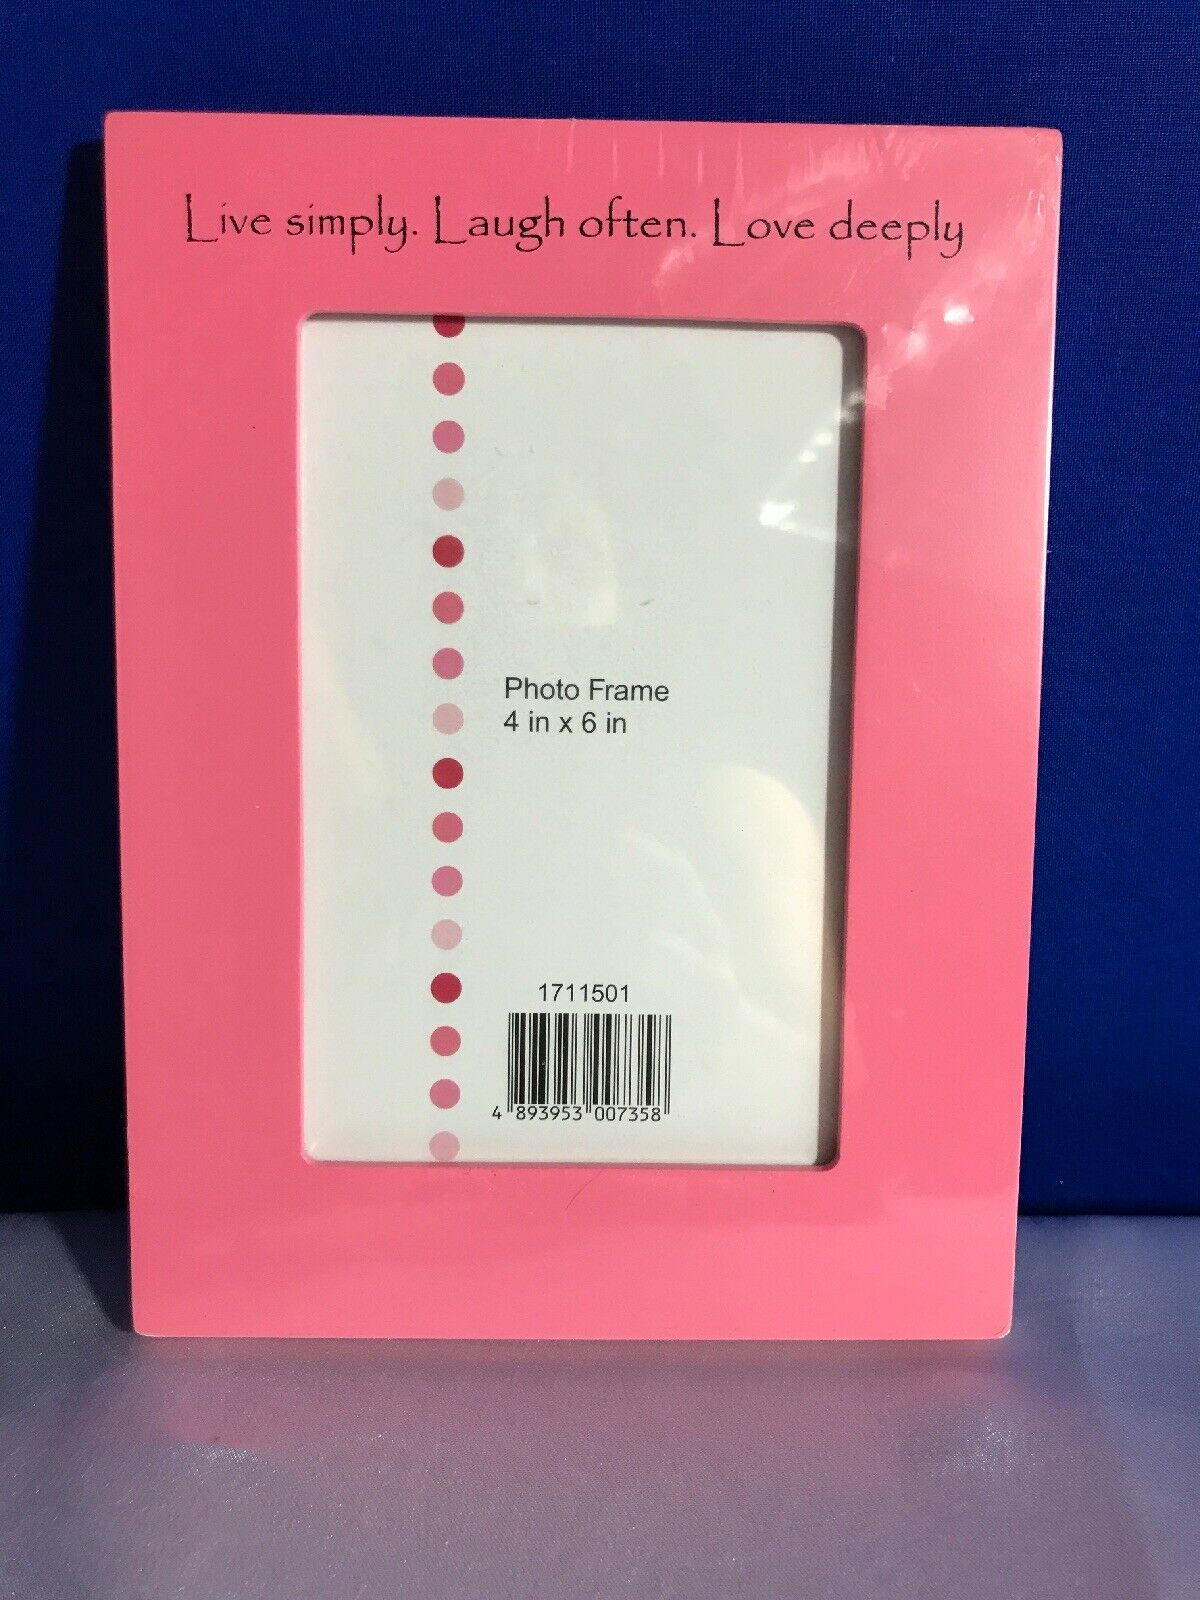 Live simply. Laugh often. Love deeply
Photo Frame
4 in x 6 in
1711501
4 893953 007358